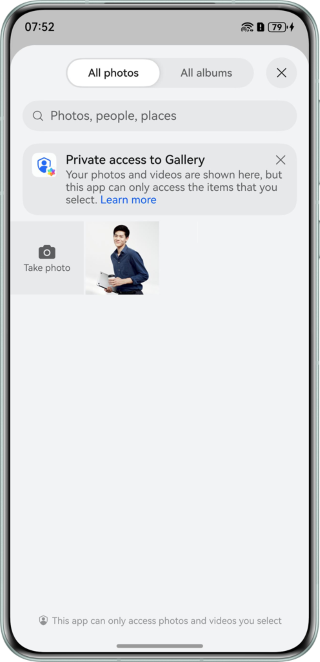 07:52
79
All photos
All albums
Photos, people, places
Private access to Gallery
Your photos and videos are shown here, but
this app can only access the items that you
select. Learn more
Take photo
This app can only access photos and videos you select